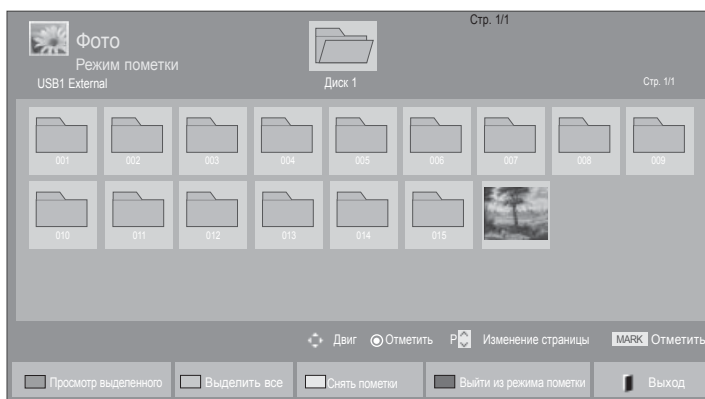 Стр. 1/1
Фото
Режим пометки
USB1 External
Диск 1
Стр. 1/1
001 002 003 004 005 006 007 008 009
010 011 012 013 014 015
Двиг Отметить P Изменение страницы MARK Отметить
Просмотр выделенного Выделить все Снять пометки Выйти из режима пометки Выход